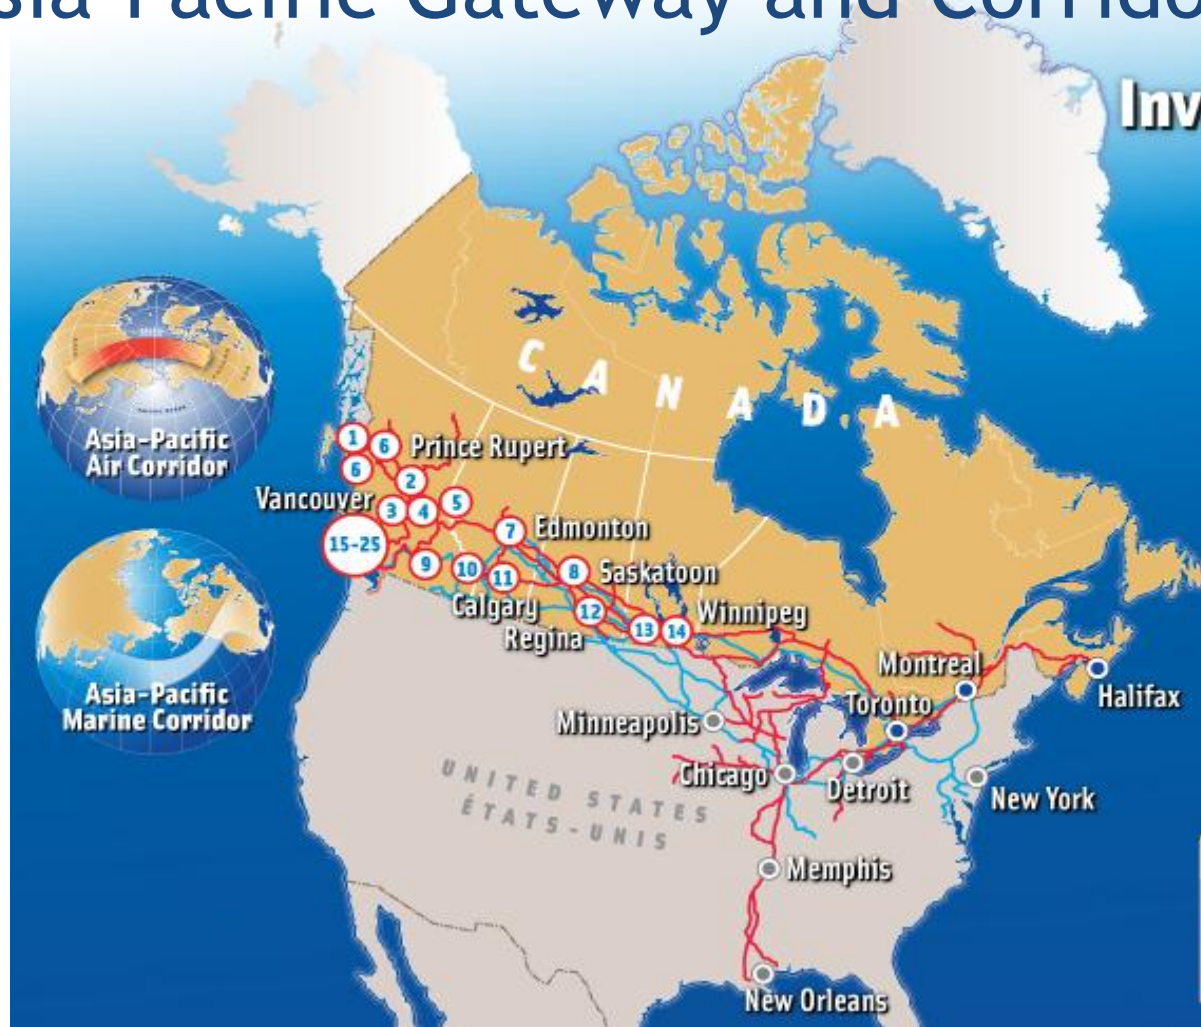 sia-Pacific Gateway and Corrido
Inv
CANADA
Asia-Pacific
Air Corridor
1
6
Prince Rupert
6
2
Vancouver
3
4
5
15-25
7
Edmonton
9
10
11
8
Saskatoon
Calgary
12
Regina
13
14
Winnipeg
Asia-Pacific
Marine Corridor
Montreal
Halifax
Toronto
Minneapolis
Chicago
Detroit
New York
UNITED STATES
ÉTATS-UNIS
Memphis
New Orleans